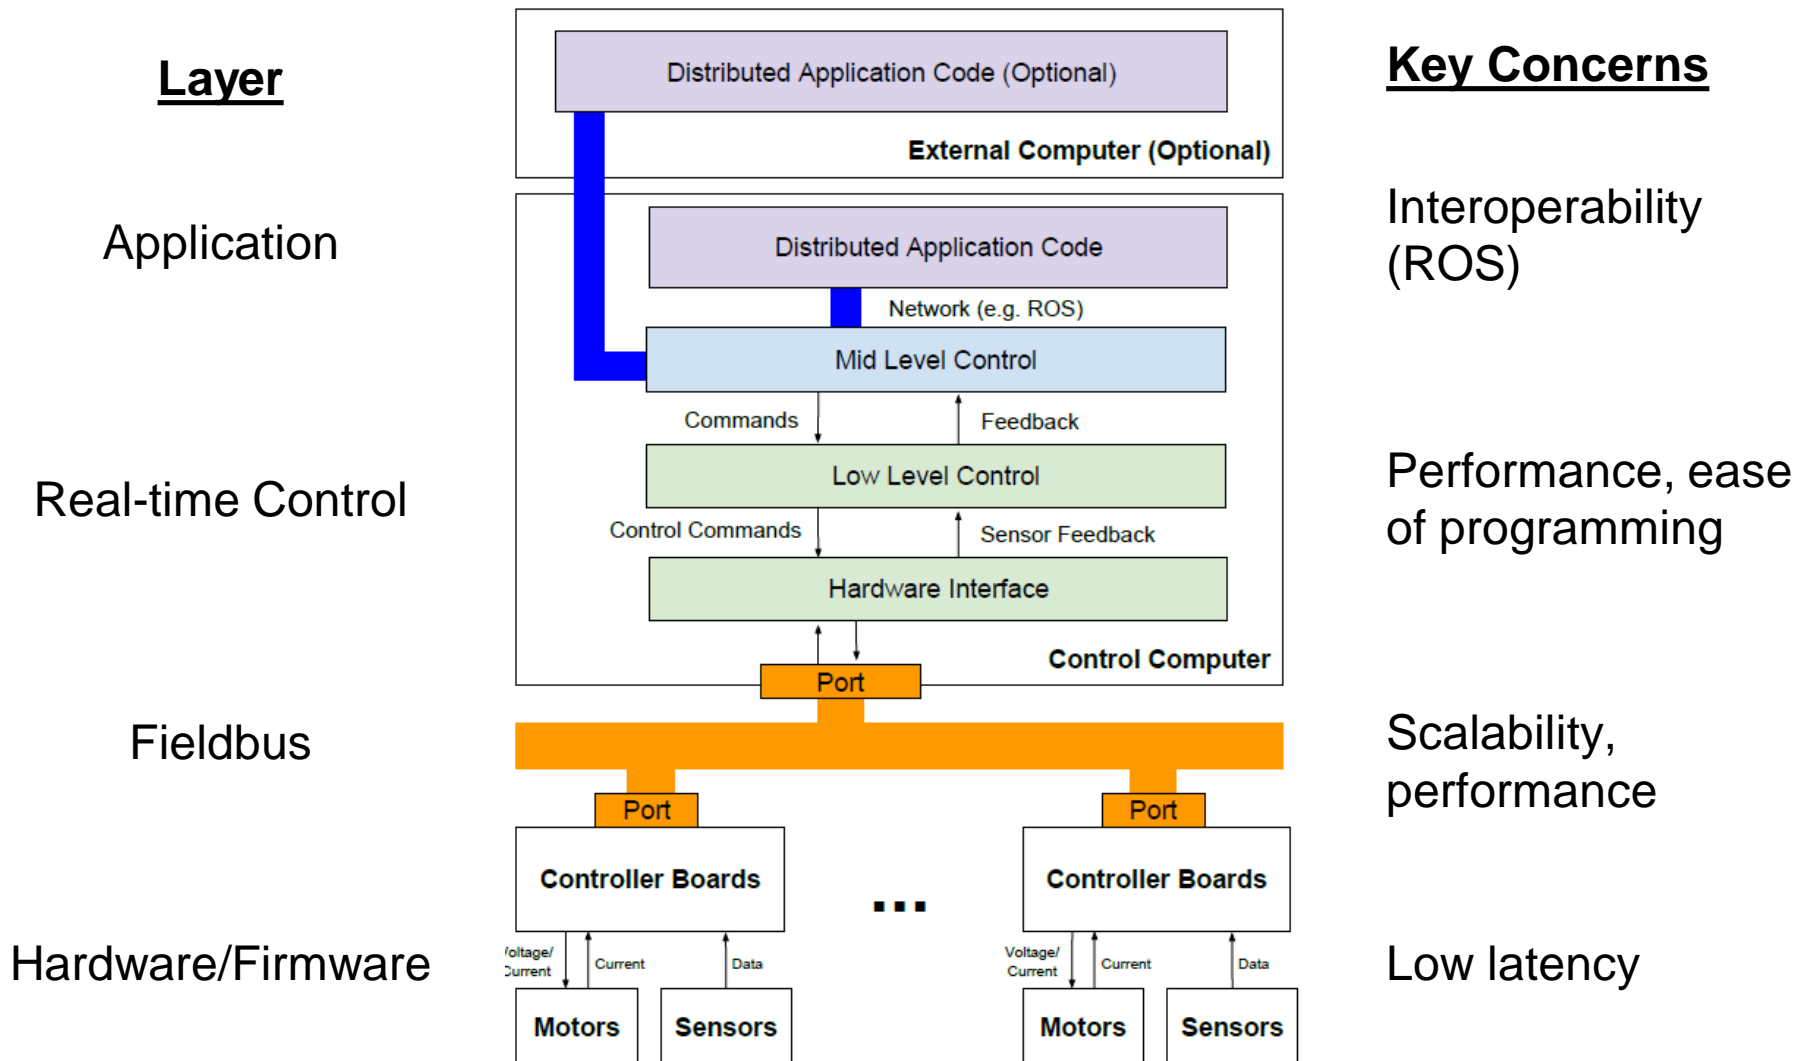 Layer
Key Concerns
Distributed Application Code (Optional)
External Computer (Optional)
Application
Distributed Application Code
Interoperability
(ROS)
Network (e.g. ROS)
Mid Level Control
Commands
Feedback
Real-time Control
Low Level Control
Performance, ease
of programming
Control Commands
Sensor Feedback
Hardware Interface
Control Computer
Port
Fieldbus
Scalability,
performance
Port
Port
Controller Boards
...
Controller Boards
Hardware/Firmware
Voltage/
Current
Current
Data
Voltage/
Current
Current
Data
Low latency
Motors
Sensors
Motors
Sensors